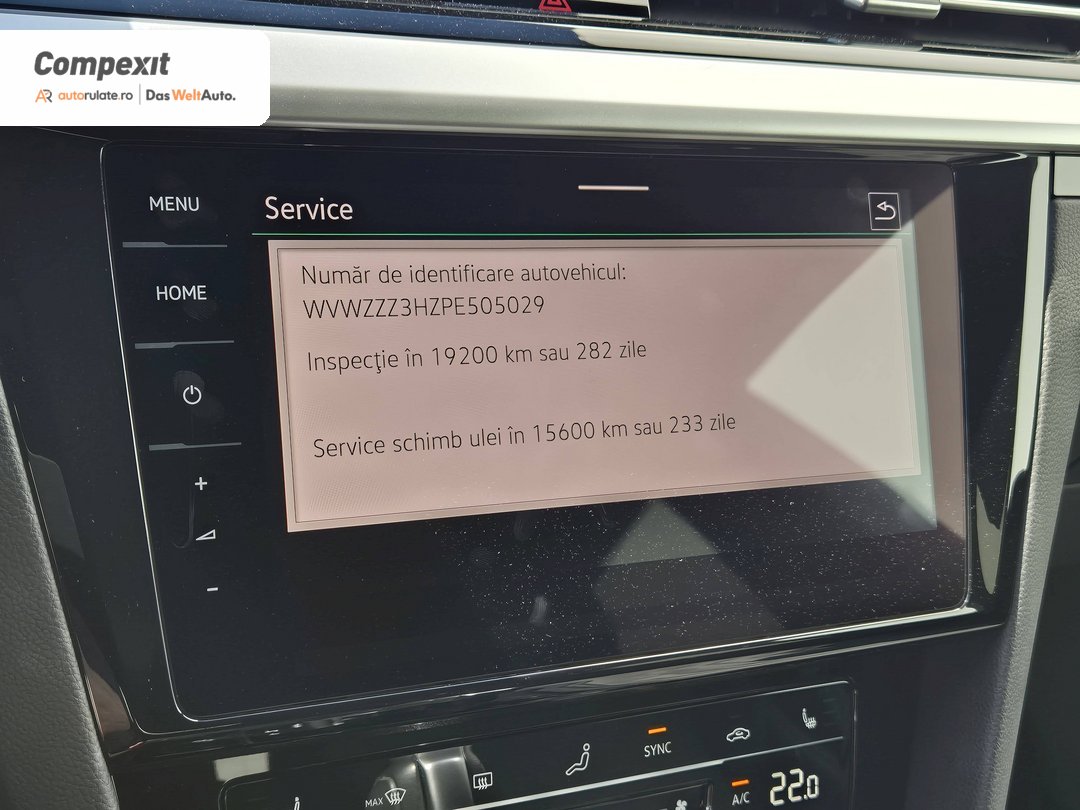 Compexit
autorulate.ro | Das WeltAuto.
MENU
Service
HOME
Număr de identificare autovehicul:
WVWZZZ3HZPE505029
Inspecţie în 19200 km sau 282 zile
Service schimb ulei în 15600 km sau 233 zile
+
-
SYNC
MAX
A/C
22.0